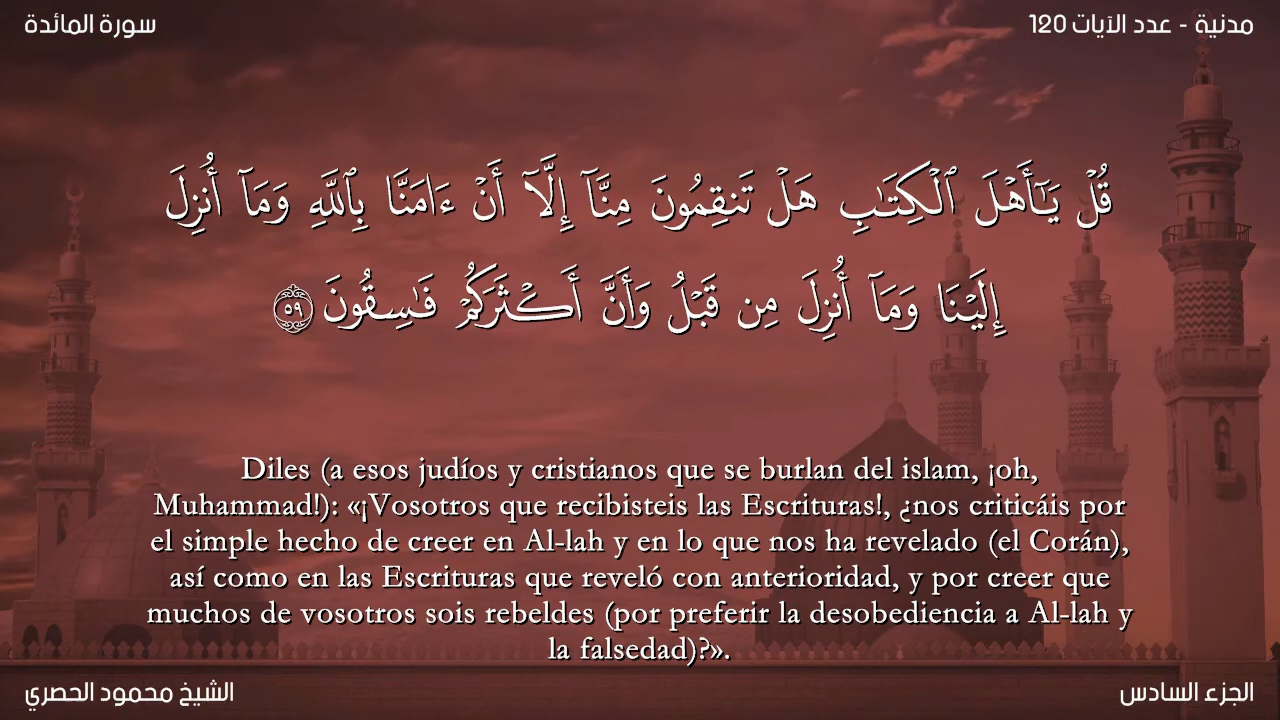 سورة المائدة
مدنية - عدد الآيات 120
قُلْ يَـٰٓأَهْلَ ٱلْكِتَـٰبِ هَلْ تَنقِمُونَ مِنَّآ إِلَّآ أَنْ ءَامَنَّا بِٱللَّهِ وَمَآ أُنزِلَ
إِلَيْنَا وَمَآ أُنزِلَ مِن قَبْلُ وَأَنَّ أَكْثَرَكُمْ فَـٰسِقُونَ ٥٩
Diles (a esos judíos y cristianos que se burlan del islam, ¡oh,
Muhammad!): «¡Vosotros que recibisteis las Escrituras!, ¿nos criticáis por
el simple hecho de creer en Al-lah y en lo que nos ha revelado (el Corán),
así como en las Escrituras que reveló con anterioridad, y por creer que
muchos de vosotros sois rebeldes (por preferir la desobediencia a Al-lah y
la falsedad)?».
الشيخ محمود الحصري
الجزء السادس